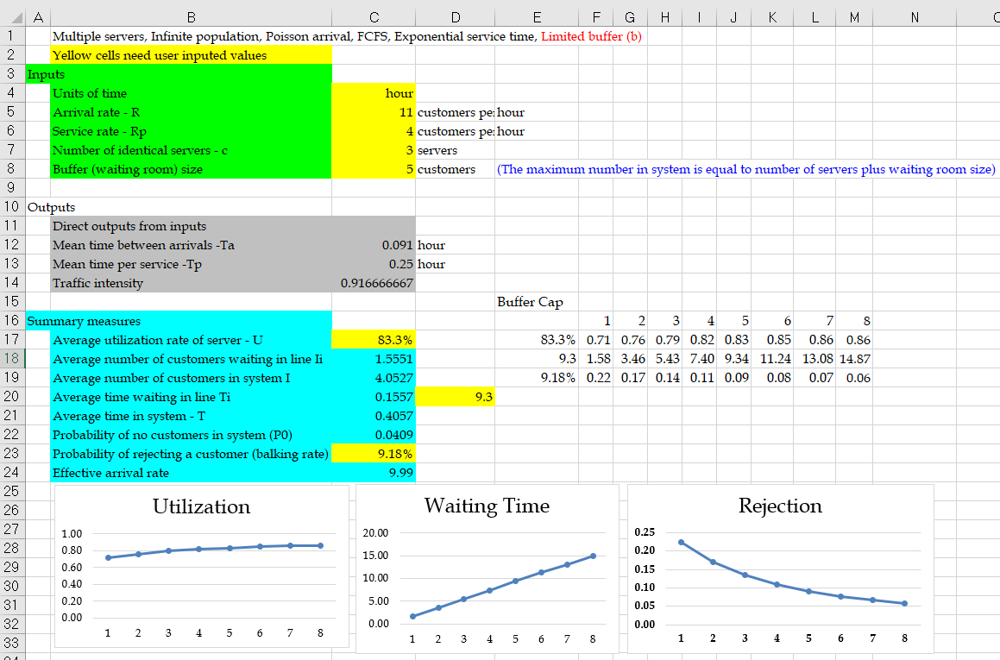 A B C D E F G H I J K L M N
1 Multiple servers, Infinite population, Poisson arrival, FCFS, Exponential service time, Limited buffer (b)
2 Yellow cells need user inputed values
3 Inputs
4 Units of time hour
5 Arrival rate - R 11 customers per hour
6 Service rate - Rp 4 customers per hour
7 Number of identical servers - c 3 servers
8 Buffer (waiting room) size 5 customers (The maximum number in system is equal to number of servers plus waiting room size)
9
10 Outputs
11 Direct outputs from inputs
12 Mean time between arrivals -Ta 0.091 hour
13 Mean time per service -Tp 0.25 hour
14 Traffic intensity 0.916666667
15 Buffer Cap
16 Summary measures 1 2 3 4 5 6 7 8
17 Average utilization rate of server - U 83.3% 83.3% 0.71 0.76 0.79 0.82 0.83 0.85 0.86 0.86
18 Average number of customers waiting in line Ii 1.5551 9.3 1.58 3.46 5.43 7.40 9.34 11.24 13.08 14.87
19 Average number of customers in system I 4.0527 9.18% 0.22 0.17 0.14 0.11 0.09 0.08 0.07 0.06
20 Average time waiting in line Ti 0.1557 9.3
21 Average time in system - T 0.4057
22 Probability of no customers in system (P0) 0.0409
23 Probability of rejecting a customer (balking rate) 9.18%
24 Effective arrival rate 9.99
25
26
27
28
29
30
31
32
33
Utilization
1.00
0.80
0.60
0.40
0.20
0.00
1 2 3 4 5 6 7 8
Waiting Time
20.00
15.00
10.00
5.00
0.00
1 2 3 4 5 6 7 8
Rejection
0.25
0.20
0.15
0.10
0.05
0.00
1 2 3 4 5 6 7 8